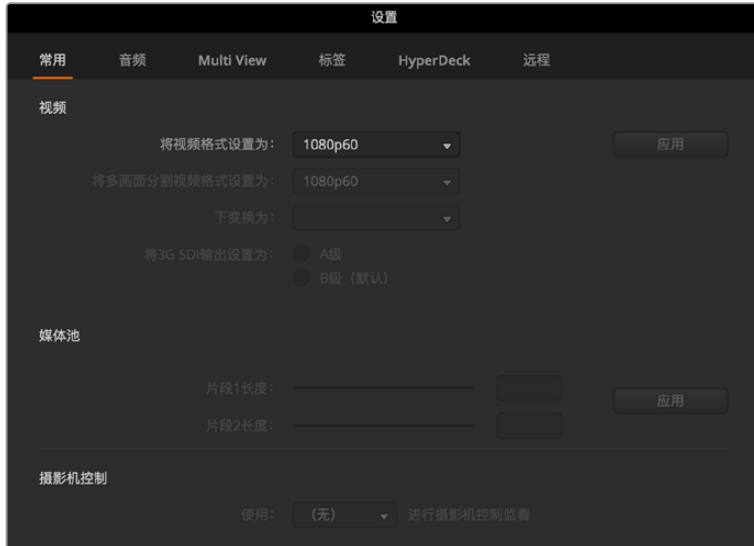 设置
常用 音频 Multi View 标签 HyperDeck 远程
视频
将视频格式设置为： 1080p60 应用
将多画面分割视频格式设置为： 1080p60
下变换为：
将3G SDI输出设置为： A级
B级（默认）
媒体池
片段1长度：
应用
片段2长度：
摄影机控制
使用： （无） 进行摄影机控制监看